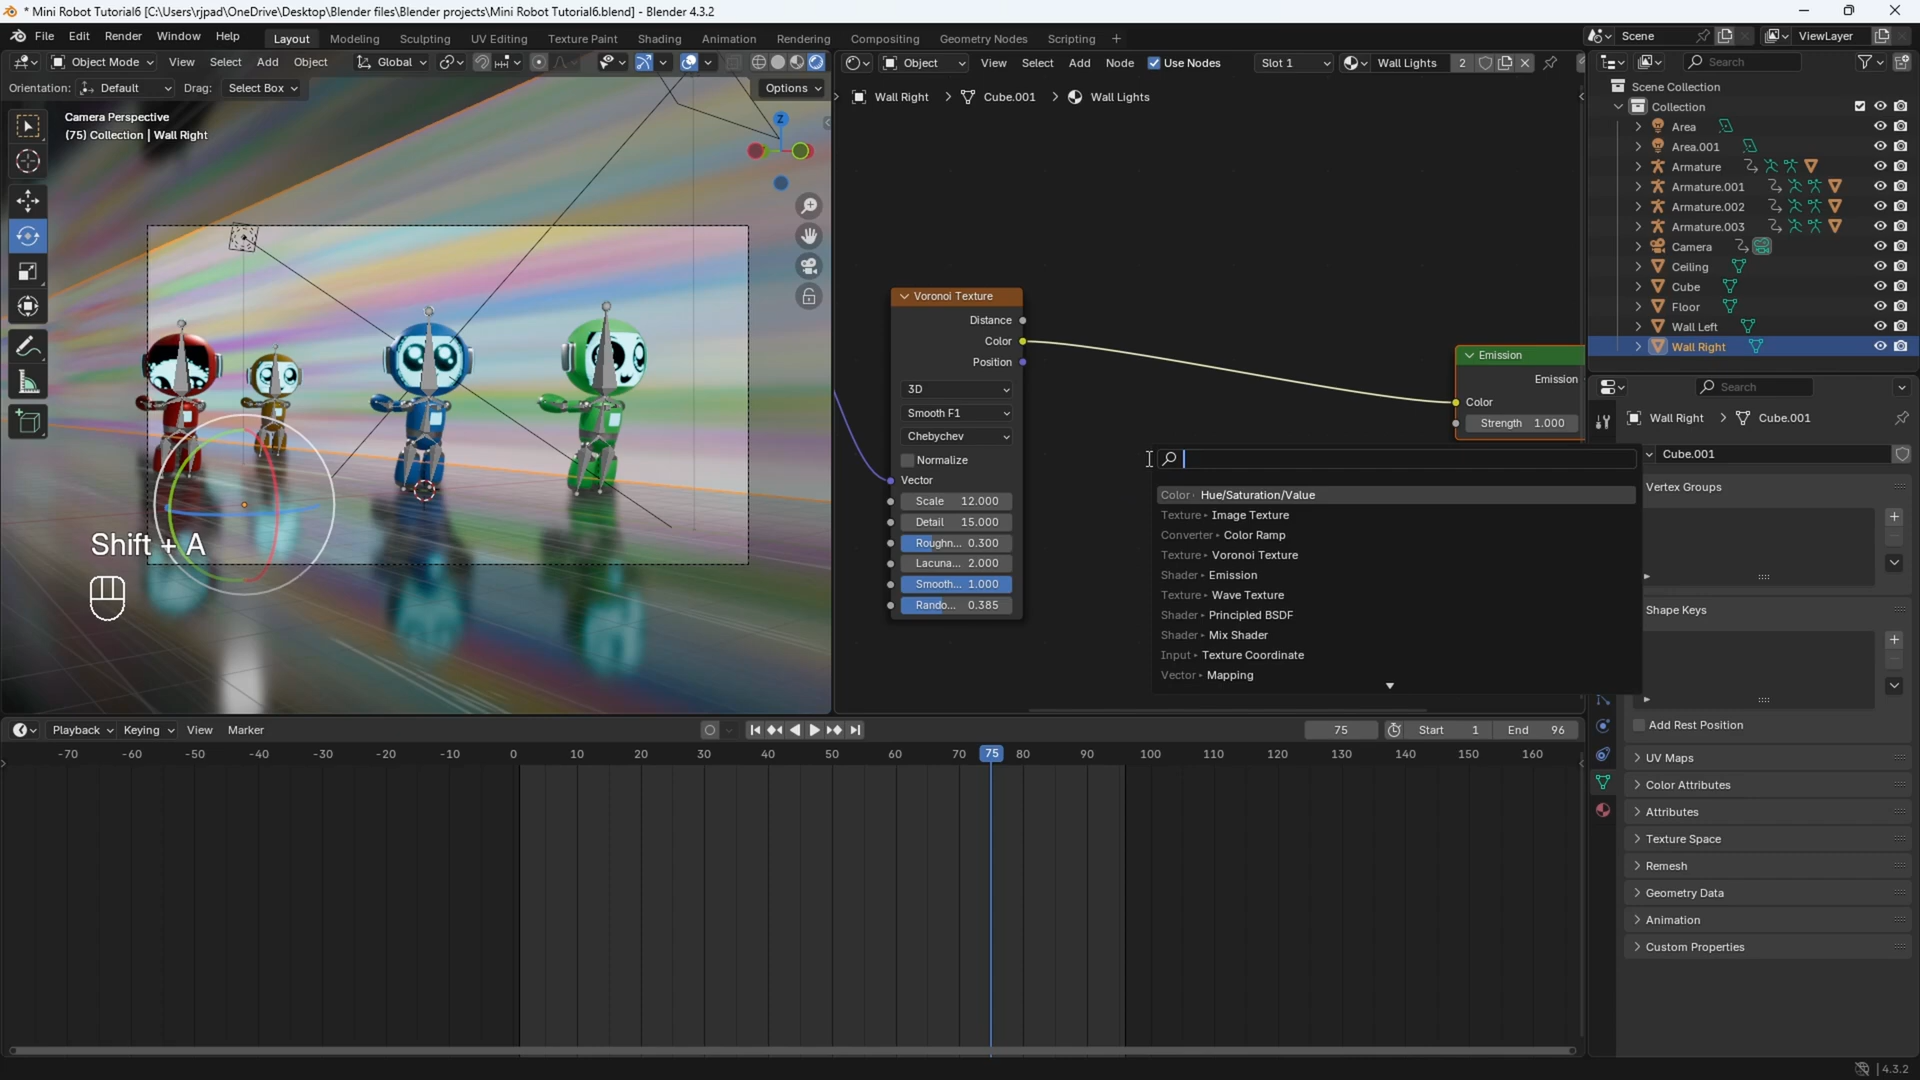 * Mini Robot Tutorial6 [C:\Users\rjpad\OneDrive\Desktop\Blender files\Blender projects\Mini Robot Tutorial6.blend] - Blender 4.3.2
File Edit Render Window Help
Layout Modeling Sculpting UV Editing Texture Paint Shading Animation Rendering Compositing Geometry Nodes Scripting +
Scene
ViewLayer
Object Mode View Select Add Object Global
Orientation: Default Drag: Select Box Options
Camera Perspective
(75) Collection | Wall Right
Z
Shift + A
Object View Select Add Node Use Nodes Slot 1 Wall Lights 2
Wall Right > Cube.001 > Wall Lights
Voronoi Texture
Distance
Color
Position
3D
Smooth F1
Chebychev
Normalize
Vector
Scale 12.000
Detail 15.000
Roughn... 0.300
Lacuna... 2.000
Smooth... 1.000
Rando... 0.385
Emission
Emission
Color
Strength 1.000
Color Hue/Saturation/Value
Texture Image Texture
Converter Color Ramp
Texture Voronoi Texture
Shader Emission
Texture Wave Texture
Shader Principled BSDF
Shader Mix Shader
Input Texture Coordinate
Vector Mapping
Search
Scene Collection
Collection
Area
Area.001
Armature
Armature.001
Armature.002
Armature.003
Camera
Ceiling
Cube
Floor
Wall Left
Wall Right
Search
Wall Right > Cube.001
Cube.001
Vertex Groups
Shape Keys
Add Rest Position
UV Maps
Color Attributes
Attributes
Texture Space
Remesh
Geometry Data
Animation
Custom Properties
Playback Keying View Marker
75 Start 1 End 96
-70 -60 -50 -40 -30 -20 -10 0 10 20 30 40 50 60 70 75 80 90 100 110 120 130 140 150 160
4.3.2